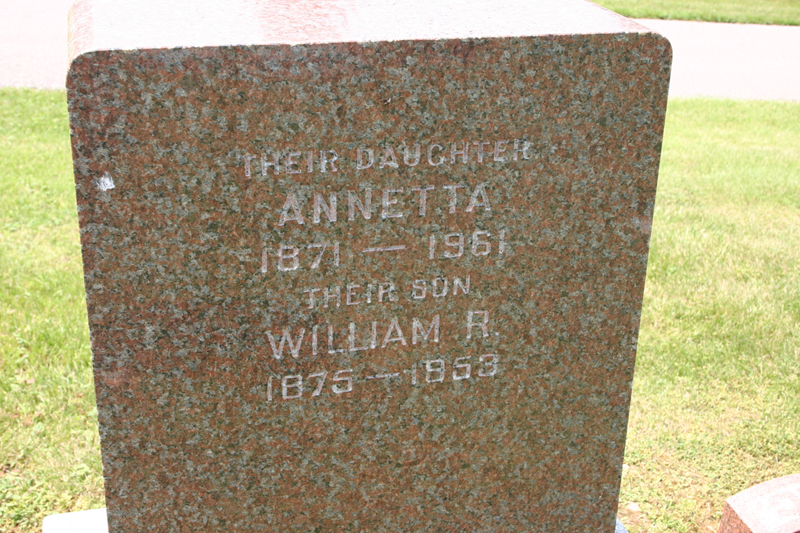 THEIR DAUGHTER
ANNETTA
1871 — 1961
THEIR SON
WILLIAM R.
1875 — 1953